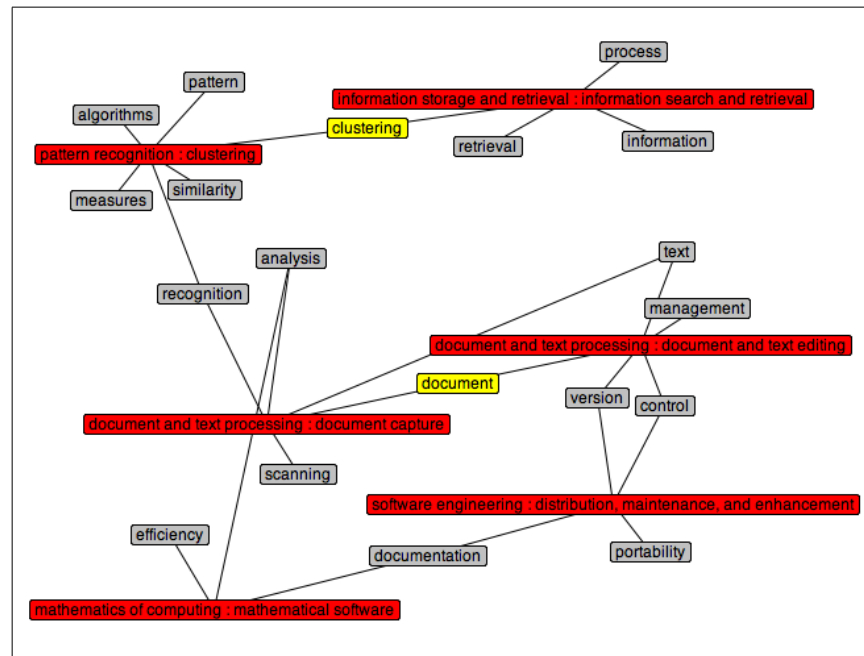 process
pattern
information storage and retrieval : information search and retrieval
algorithms
clustering
retrieval
information
pattern recognition : clustering
similarity
measures
analysis
text
recognition
management
document and text processing : document and text editing
document
version
control
document and text processing : document capture
scanning
software engineering : distribution, maintenance, and enhancement
efficiency
documentation
portability
mathematics of computing : mathematical software